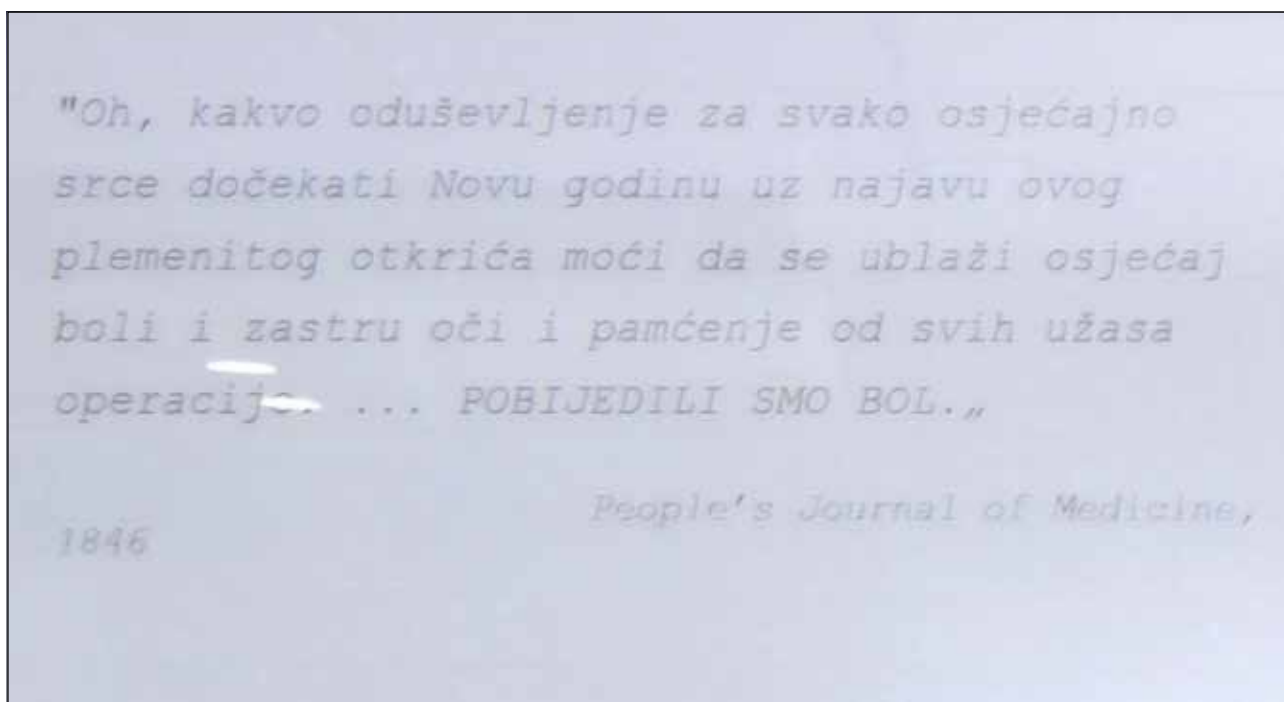 "Oh, kakvo oduševljenje za svako osjećajno
srce dočekati Novu godinu uz najavu ovog
plemenitog otkrića moći da se ublaži osjećaj
boli i zastru oči i pamćenje od svih užasa
operacije. ... POBIJEDILI SMO BOL.„
People's Journal of Medicine,
1846